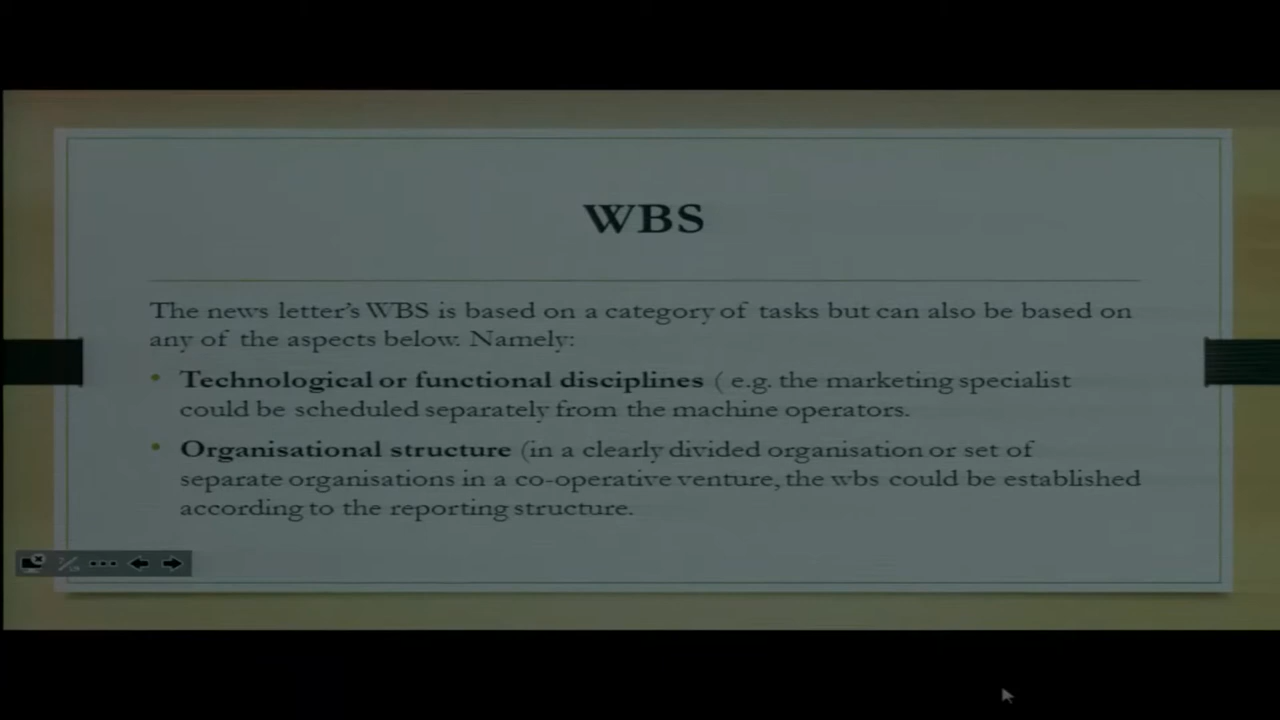 WBS
The news letter's WBS is based on a category of tasks but can also be based on
any of the aspects below. Namely:
• Technological or functional disciplines ( e.g. the marketing specialist
could be scheduled separately from the machine operators.
• Organisational structure (in a clearly divided organisation or set of
separate organisations in a co-operative venture, the wbs could be established
according to the reporting structure.